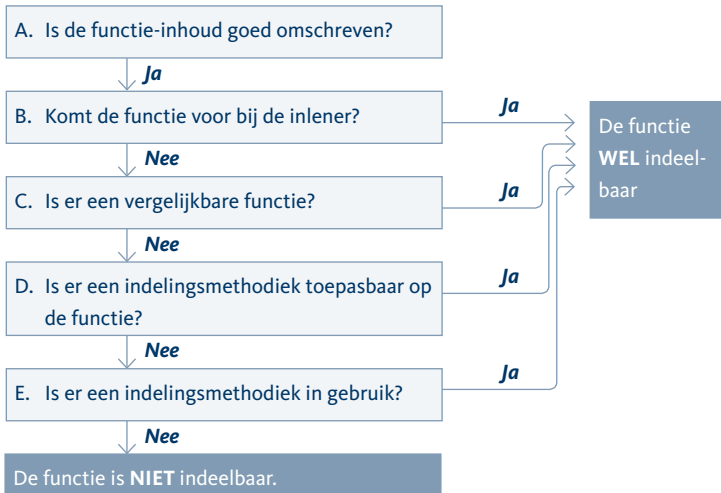 A. Is de functie-inhoud goed omschreven?
Ja
B. Komt de functie voor bij de inlener?
Ja
De functie
WEL indeel-
baar
Nee
C. Is er een vergelijkbare functie?
Ja
Nee
D. Is er een indelingsmethodiek toepasbaar op
de functie?
Ja
Nee
E. Is er een indelingsmethodiek in gebruik?
Ja
Nee
De functie is NIET indeelbaar.